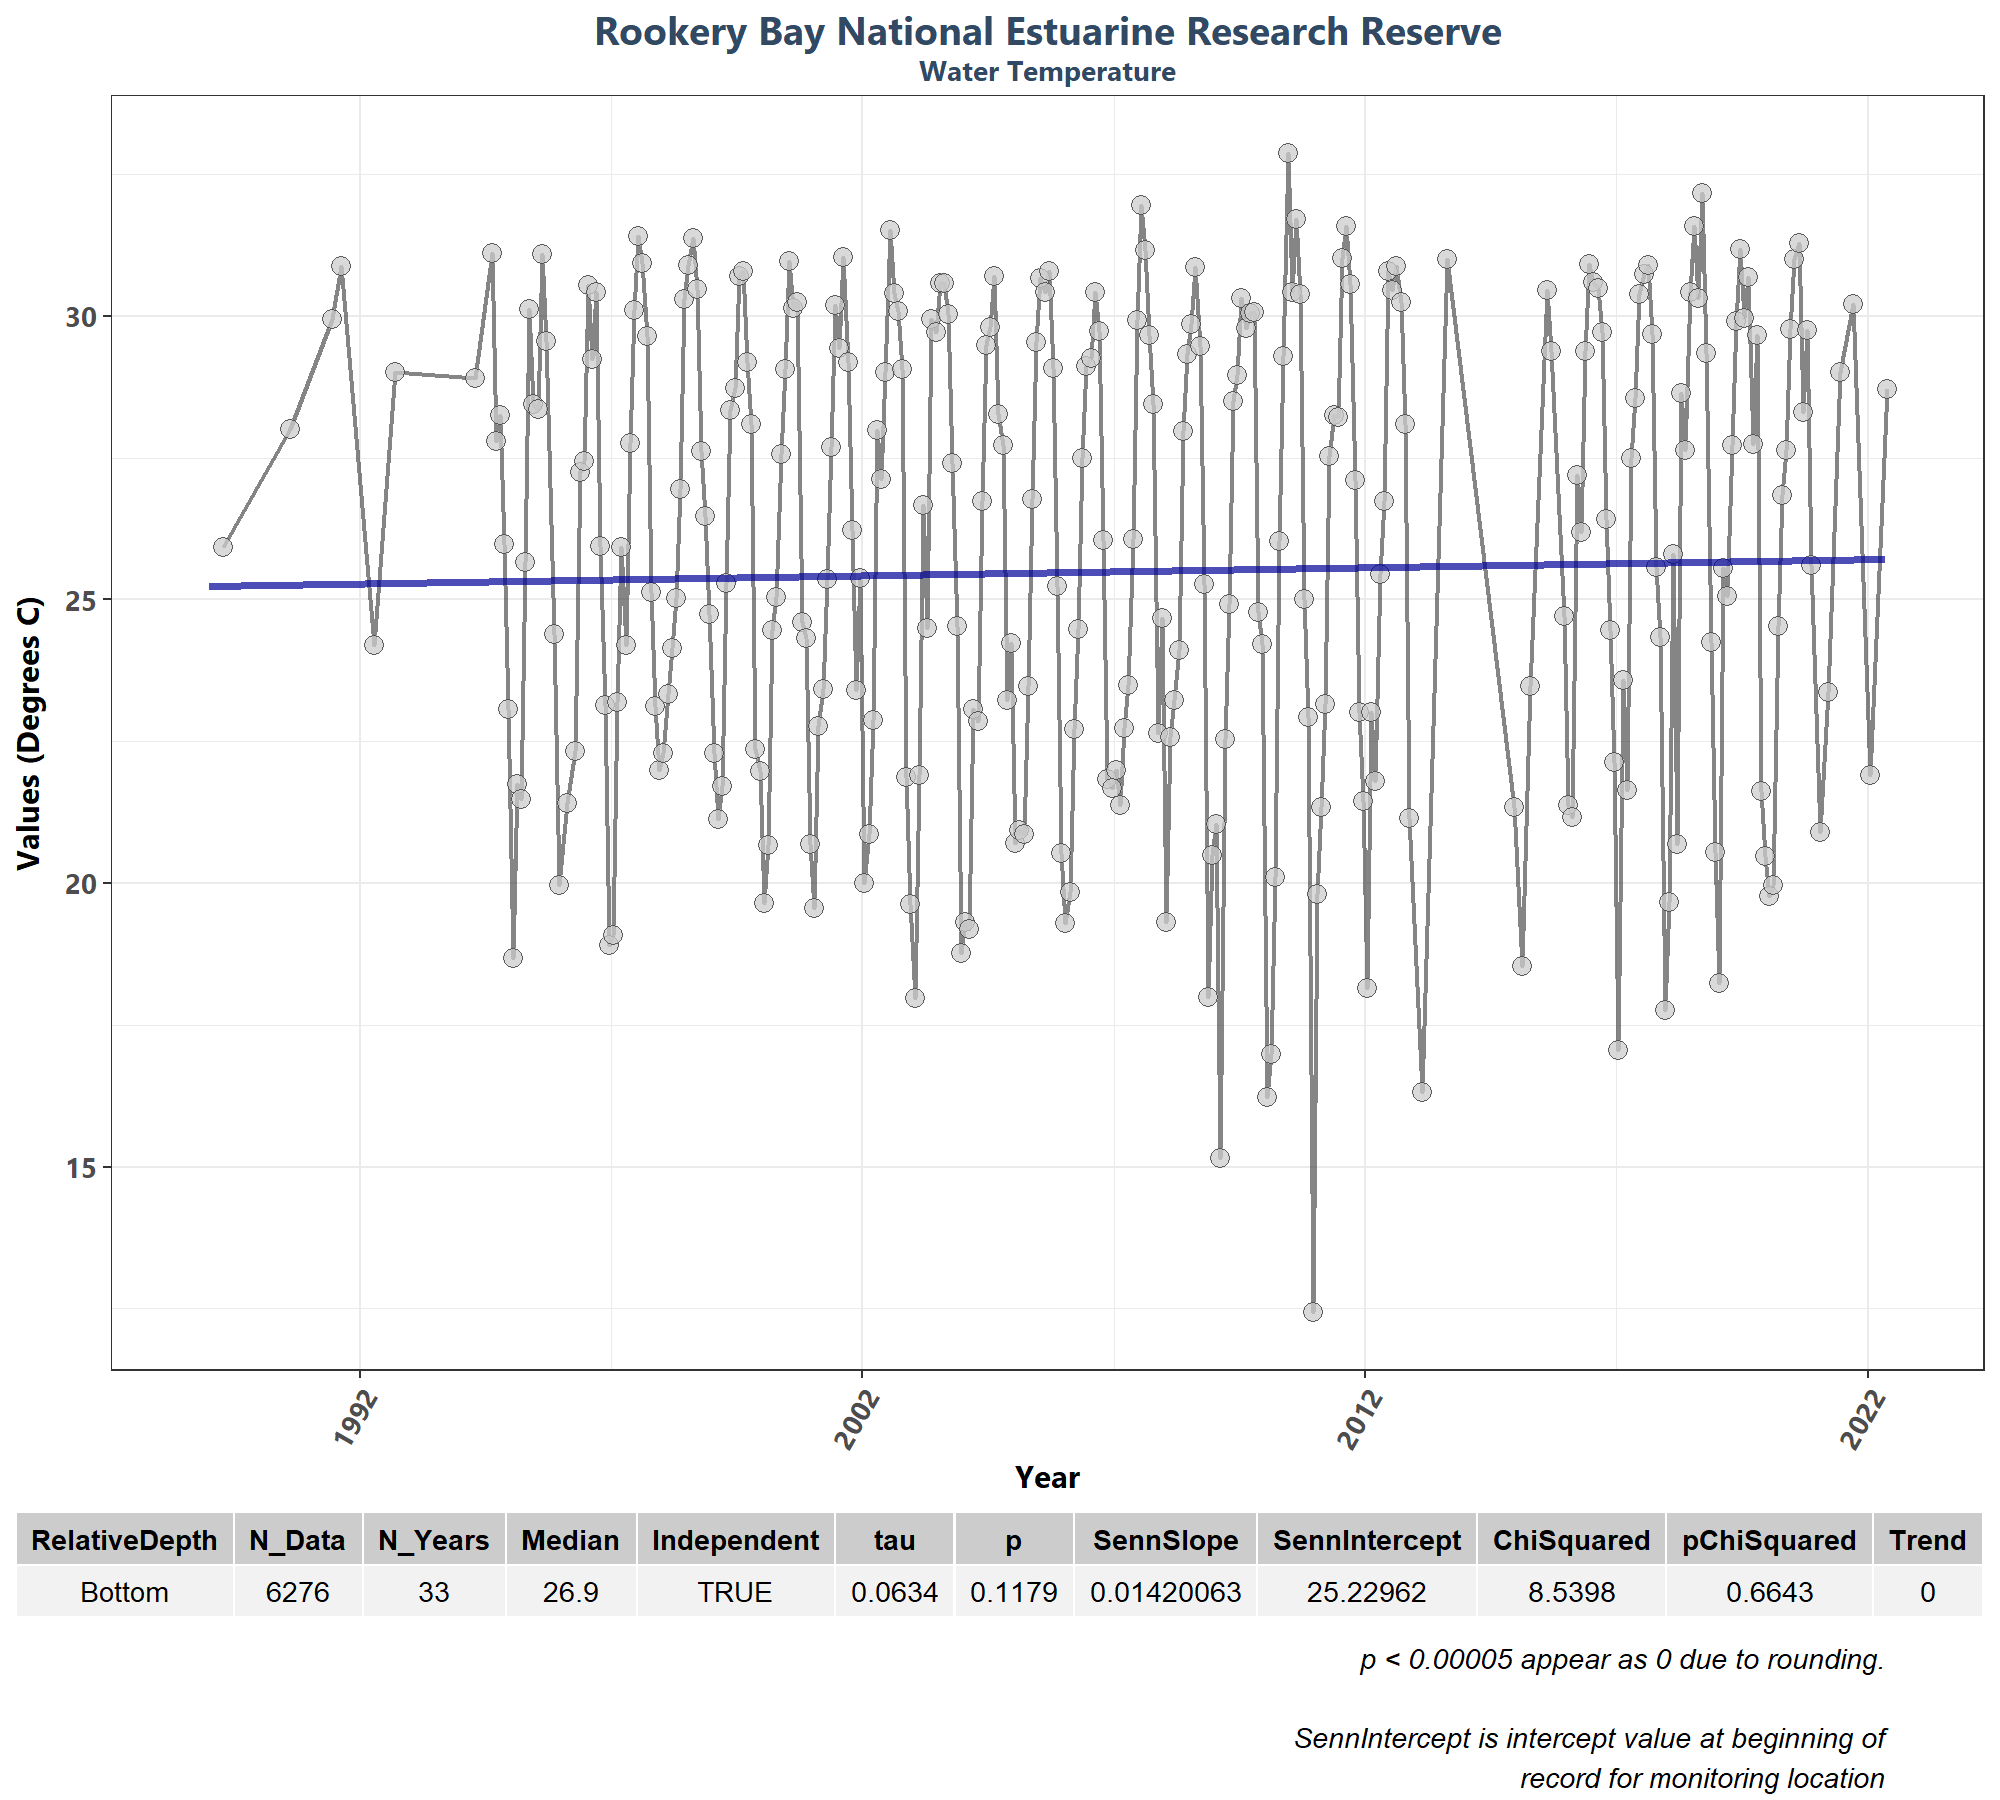 Rookery Bay National Estuarine Research Reserve
Water Temperature
Values (Degrees C)
30
25
20
15
1992
2002
2012
2022
Year
RelativeDepth N_Data N_Years Median Independent tau p SennSlope SennIntercept ChiSquared pChiSquared Trend
Bottom 6276 33 26.9 TRUE 0.0634 0.1179 0.01420063 25.22962 8.5398 0.6643 0
p < 0.00005 appear as 0 due to rounding.
SennIntercept is intercept value at beginning of
record for monitoring location